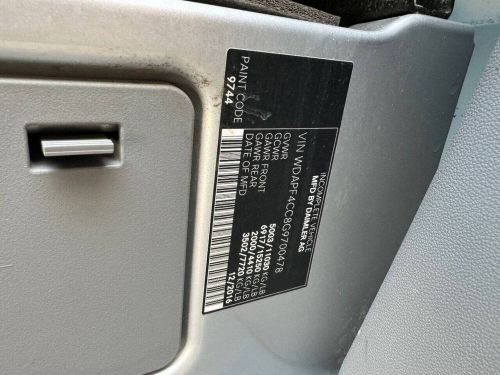 INCOMPLETE VEHICLE
MFD BY DAIMLER AG
VIN WDAPF4CC8G9700478
GVWR 5003/11030 KG/LB
GCWR 6917/15250 KG/LB
GAWR FRONT 2000/4410 KG/LB
GAWR REAR 3502/7720 KG/LB
DATE OF MFD 12/2016
PAINT CODE
9744